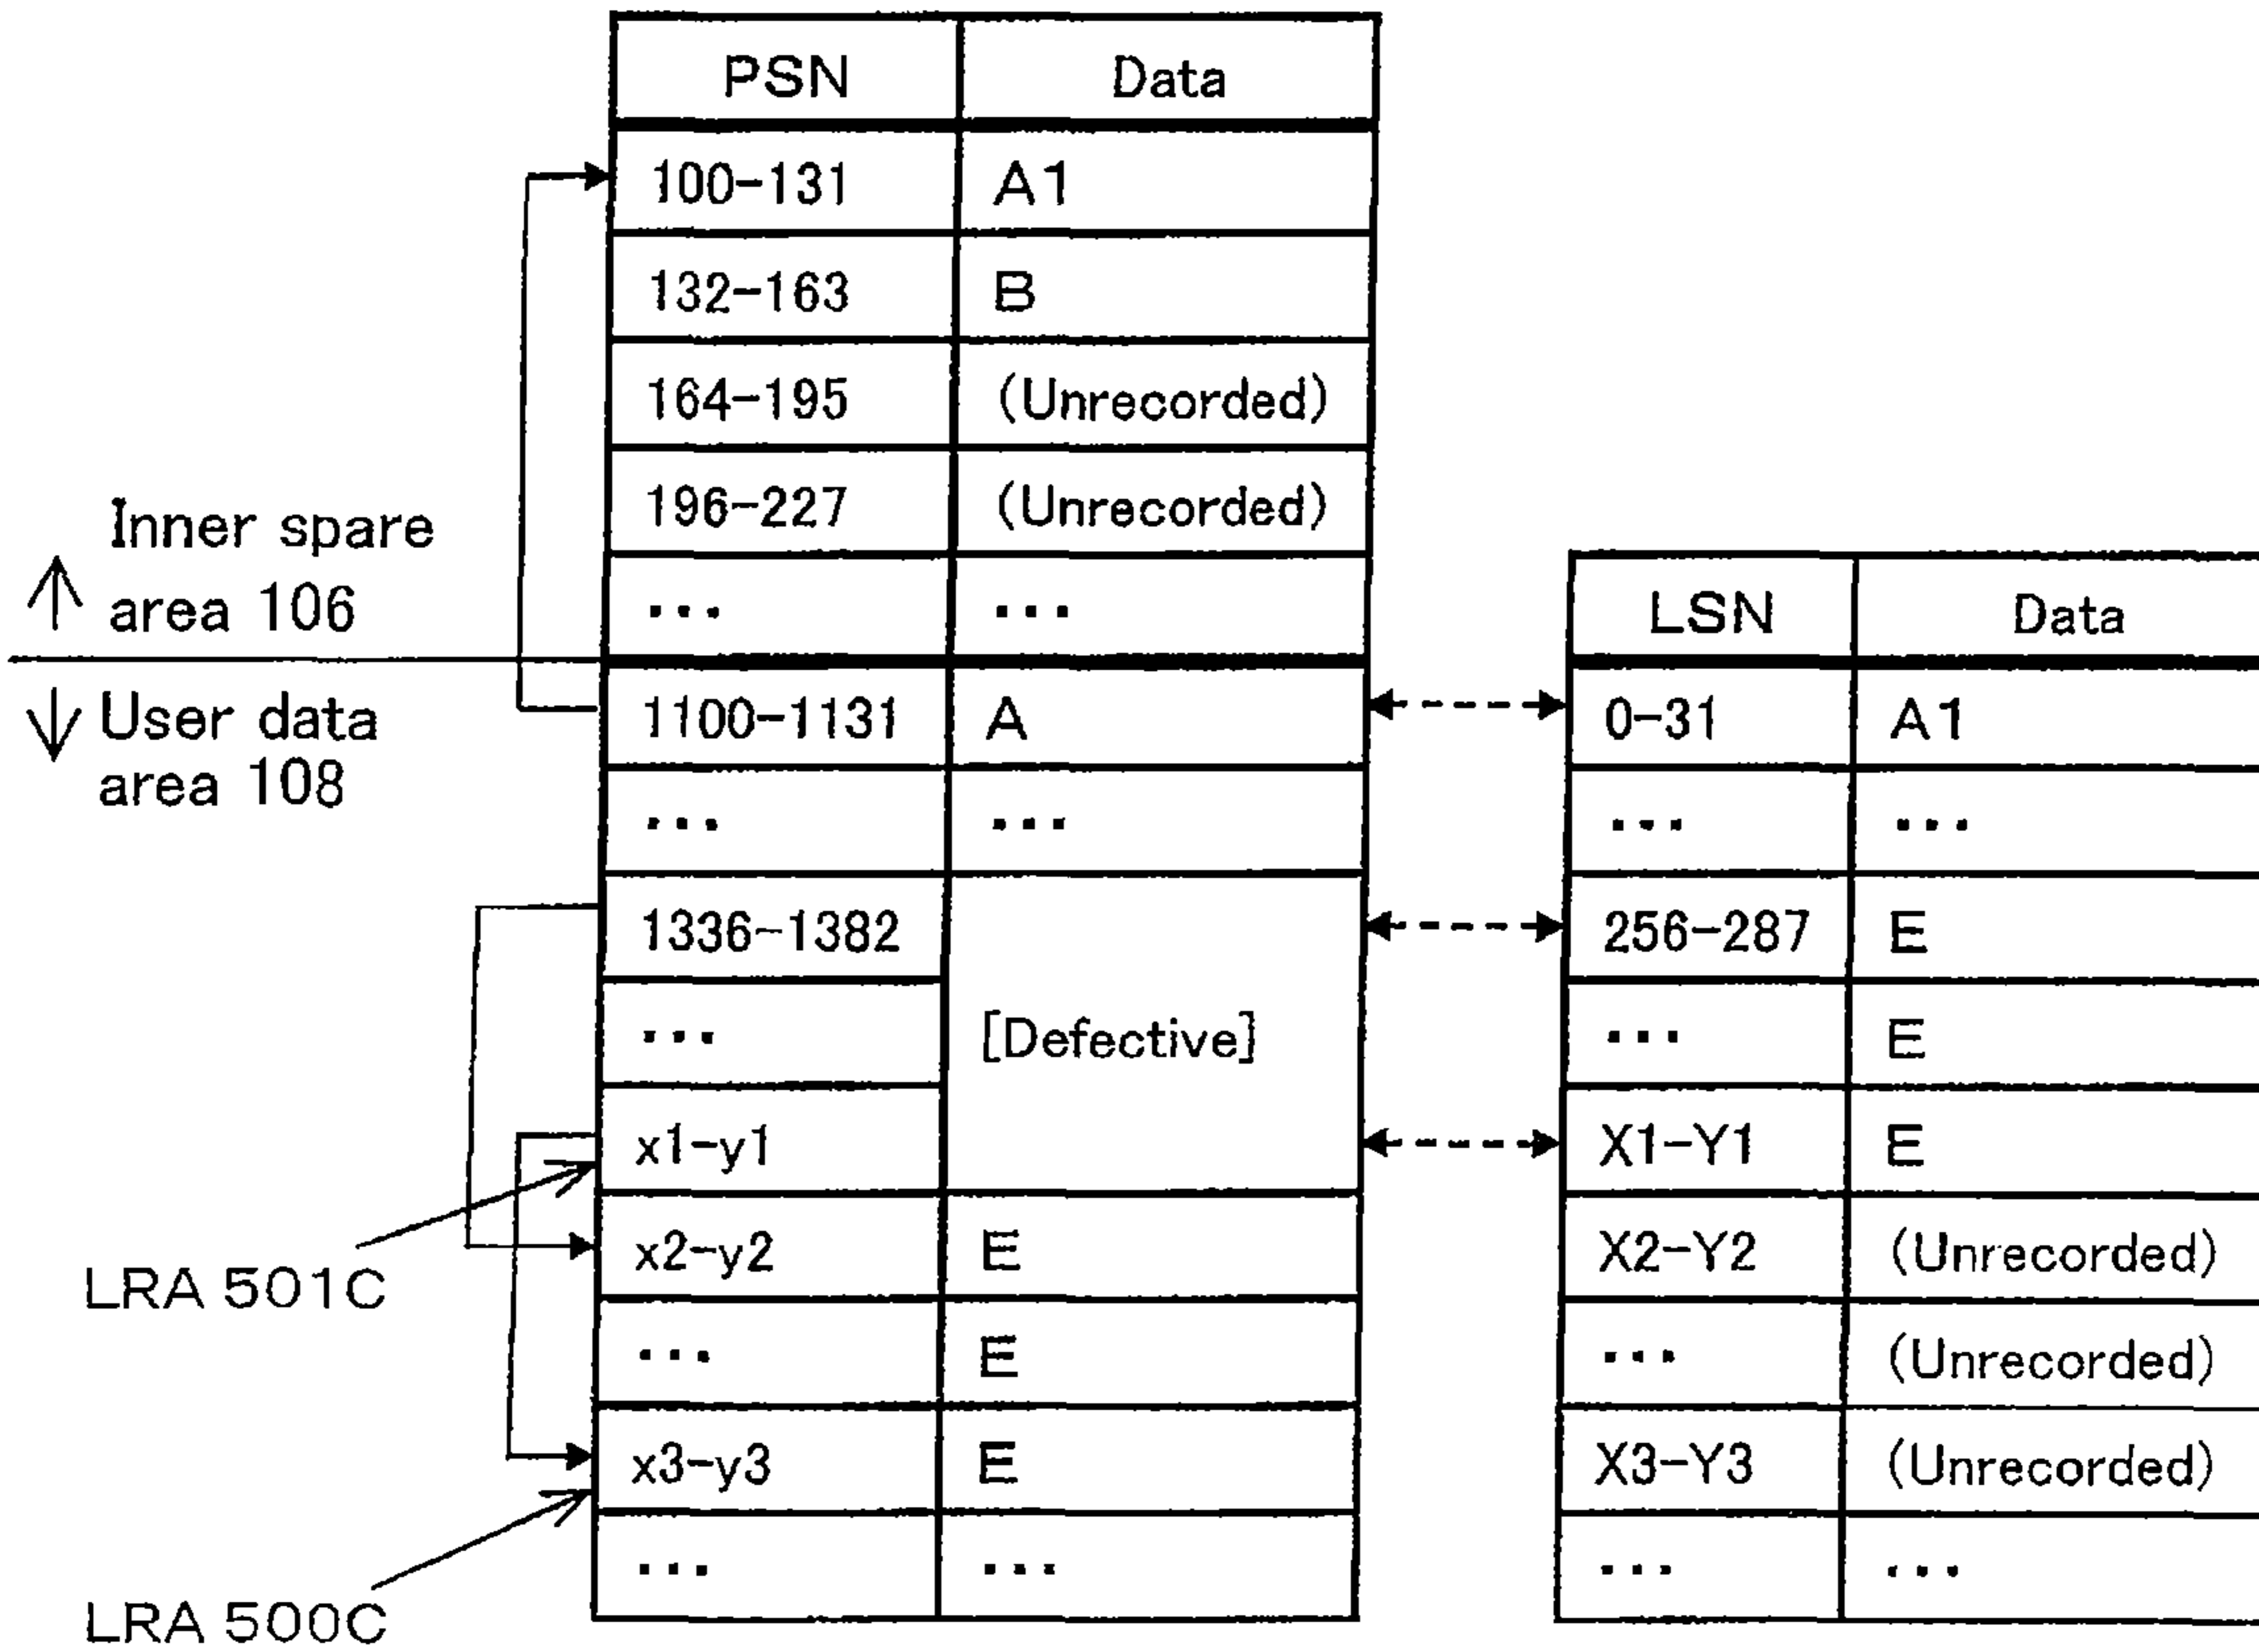 PSN Data
100-131 A1
132-163 B
164-195 (Unrecorded)
196-227 (Unrecorded)
... ...
1100-1131 A
... ...
1336-1382
[Defective]
...
x1-y1
x2-y2 E
... E
x3-y3 E
... ...
Inner spare
area 106
User data
area 108
LRA 501C
LRA 500C
LSN Data
0-31 A1
... ...
256-287 E
... E
X1-Y1 E
X2-Y2 (Unrecorded)
... (Unrecorded)
X3-Y3 (Unrecorded)
... ...